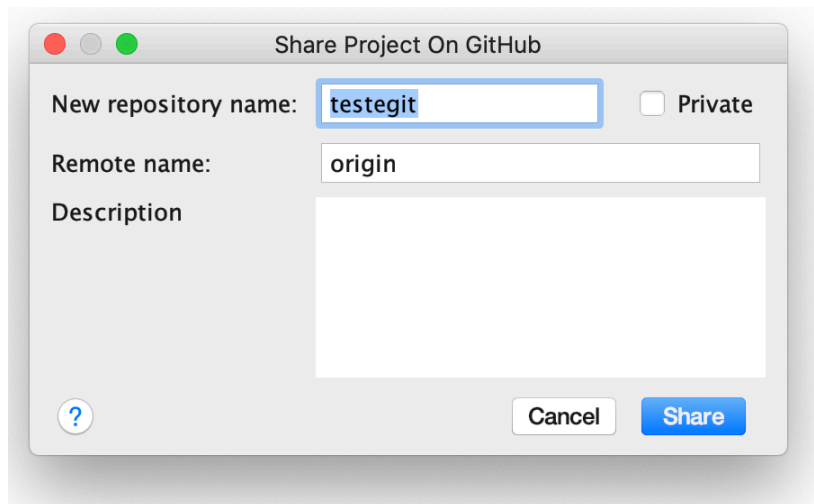 Share Project On GitHub
New repository name: testegit Private
Remote name: origin
Description
? Cancel Share